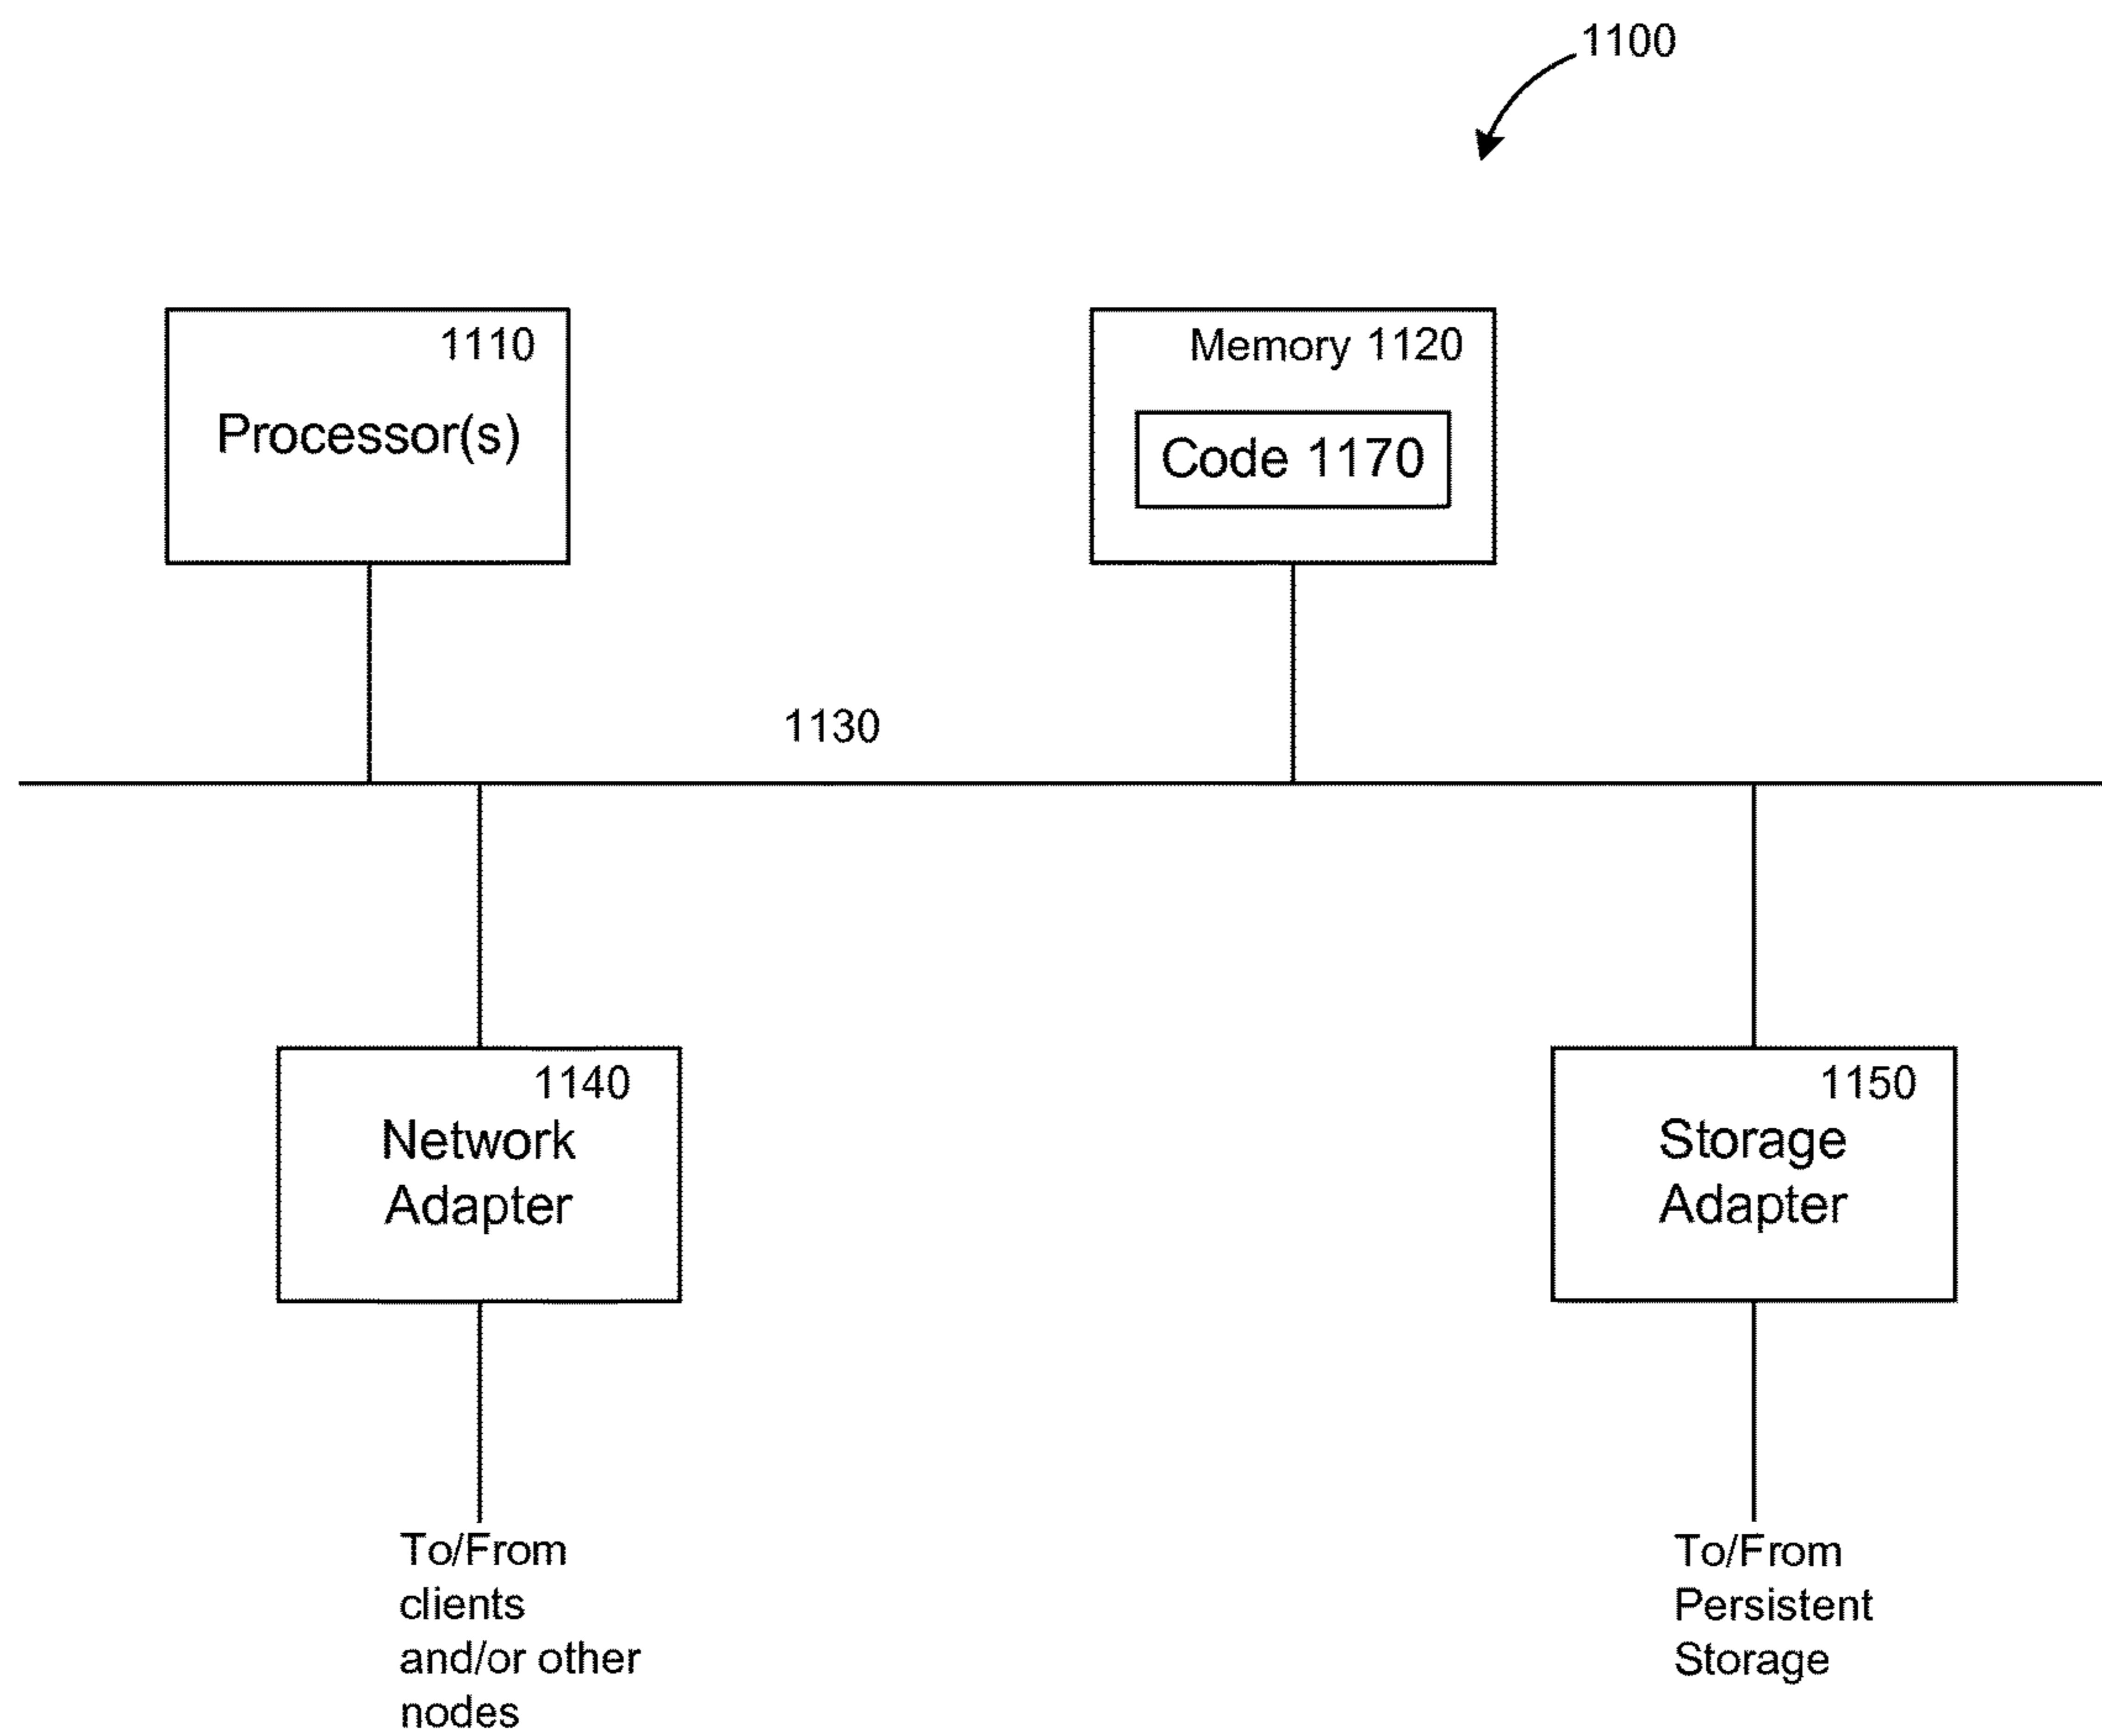 1100
1110
Processor(s)
Memory 1120
Code 1170
1130
1140
Network
Adapter
1150
Storage
Adapter
To/From
clients
and/or other
nodes
To/From
Persistent
Storage